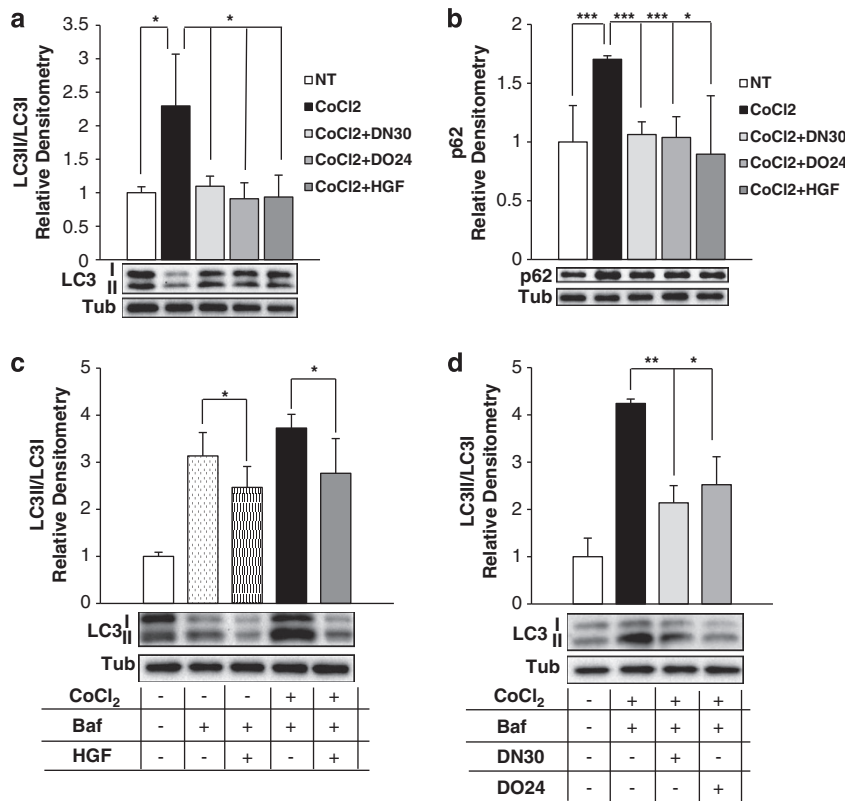 a
LC3II/LC3I
Relative Densitometry
3.5
3
2.5
2
1.5
1
0.5
0
*
*
NT
CoCl2
CoCl2+DN30
CoCl2+DO24
CoCl2+HGF
LC3
I
II
Tub
b
p62
Relative Densitometry
2
1.5
1
0.5
0
*** *** *** *
NT
CoCl2
CoCl2+DN30
CoCl2+DO24
CoCl2+HGF
p62
Tub
c
LC3II/LC3I
Relative Densitometry
5
4
3
2
1
0
*
*
LC3
I
II
Tub
CoCl2 - - - + +
Baf - + + + +
HGF - - + - +
d
LC3II/LC3I
Relative Densitometry
5
4
3
2
1
0
** *
LC3
I
II
Tub
CoCl2 - + + +
Baf - + + +
DN30 - - + -
DO24 - - - +